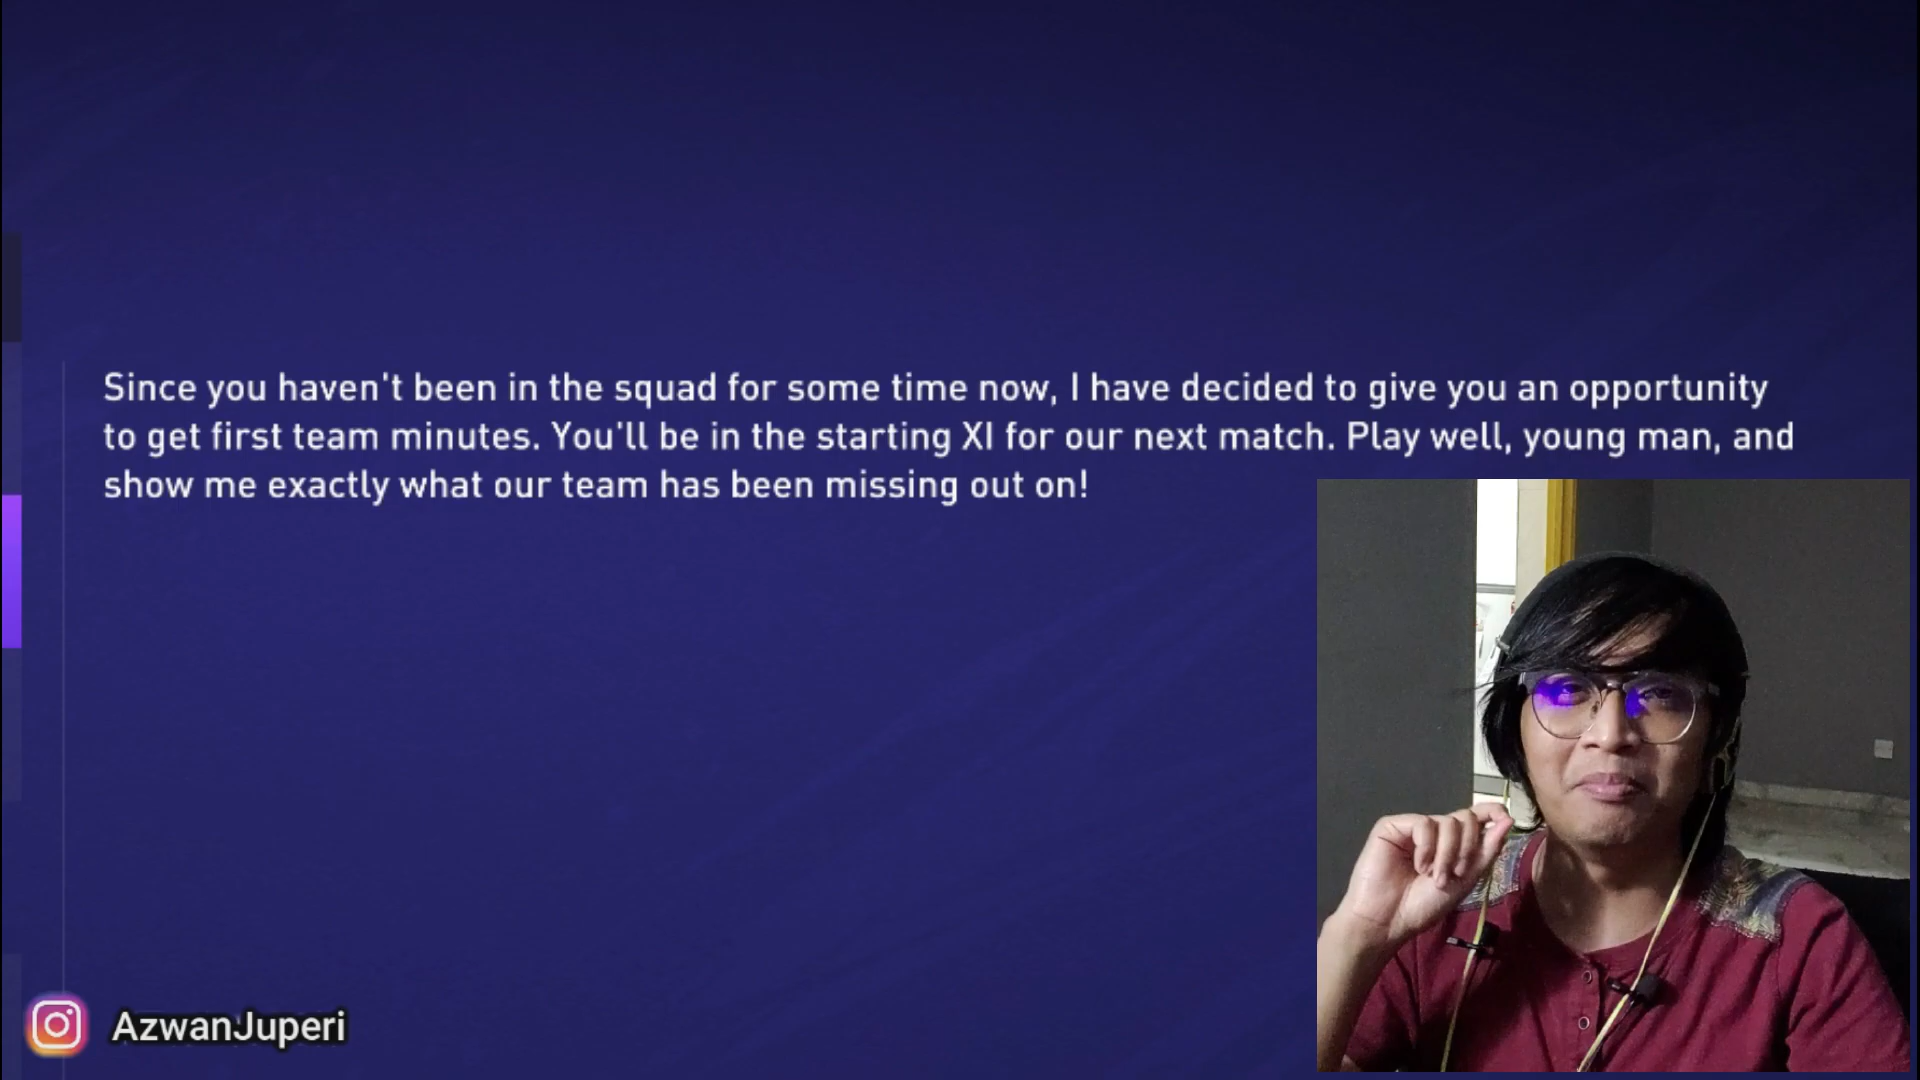 Since you haven't been in the squad for some time now, I have decided to give you an opportunity
to get first team minutes. You'll be in the starting XI for our next match. Play well, young man, and
show me exactly what our team has been missing out on!
AzwanJuperi